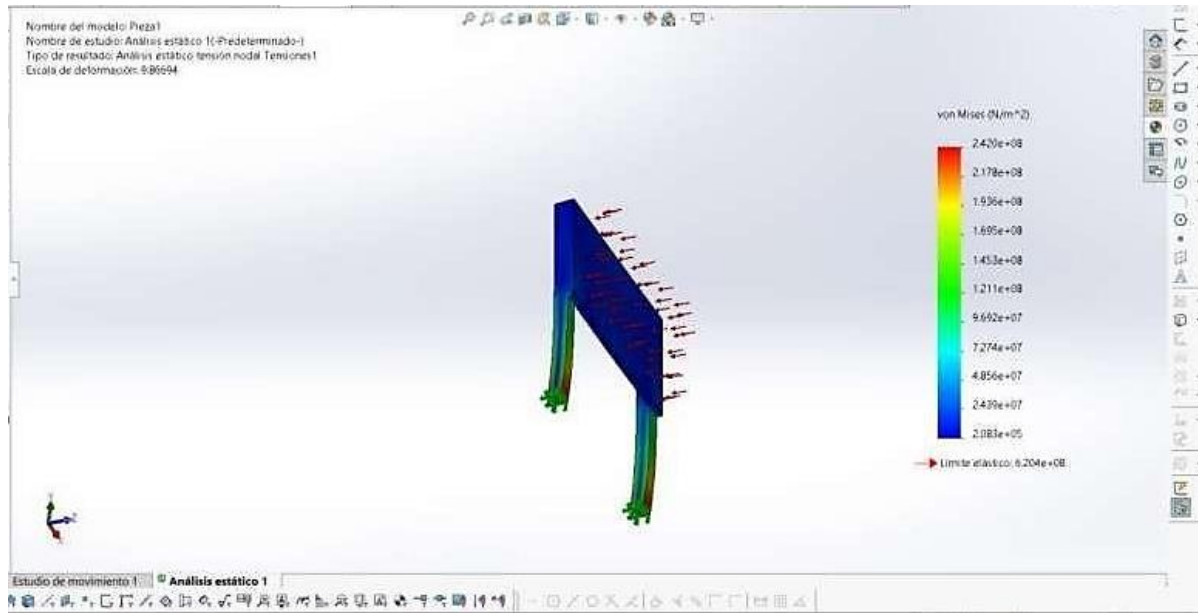 Nombre del modelo: Pieza1
Nombre de estudio: Análisis estático 1(-Predeterminado-)
Tipo de resultado: Análisis estático tensión nodal Tensiones1
Escala de deformación: 9.86694
von Mises (N/m^2)
2.420e+08
2.178e+08
1.936e+08
1.695e+08
1.453e+08
1.211e+08
9.692e+07
7.274e+07
4.856e+07
2.439e+07
2.083e+05
Límite elástico: 6.204e+08
Estudio de movimiento 1
Análisis estático 1